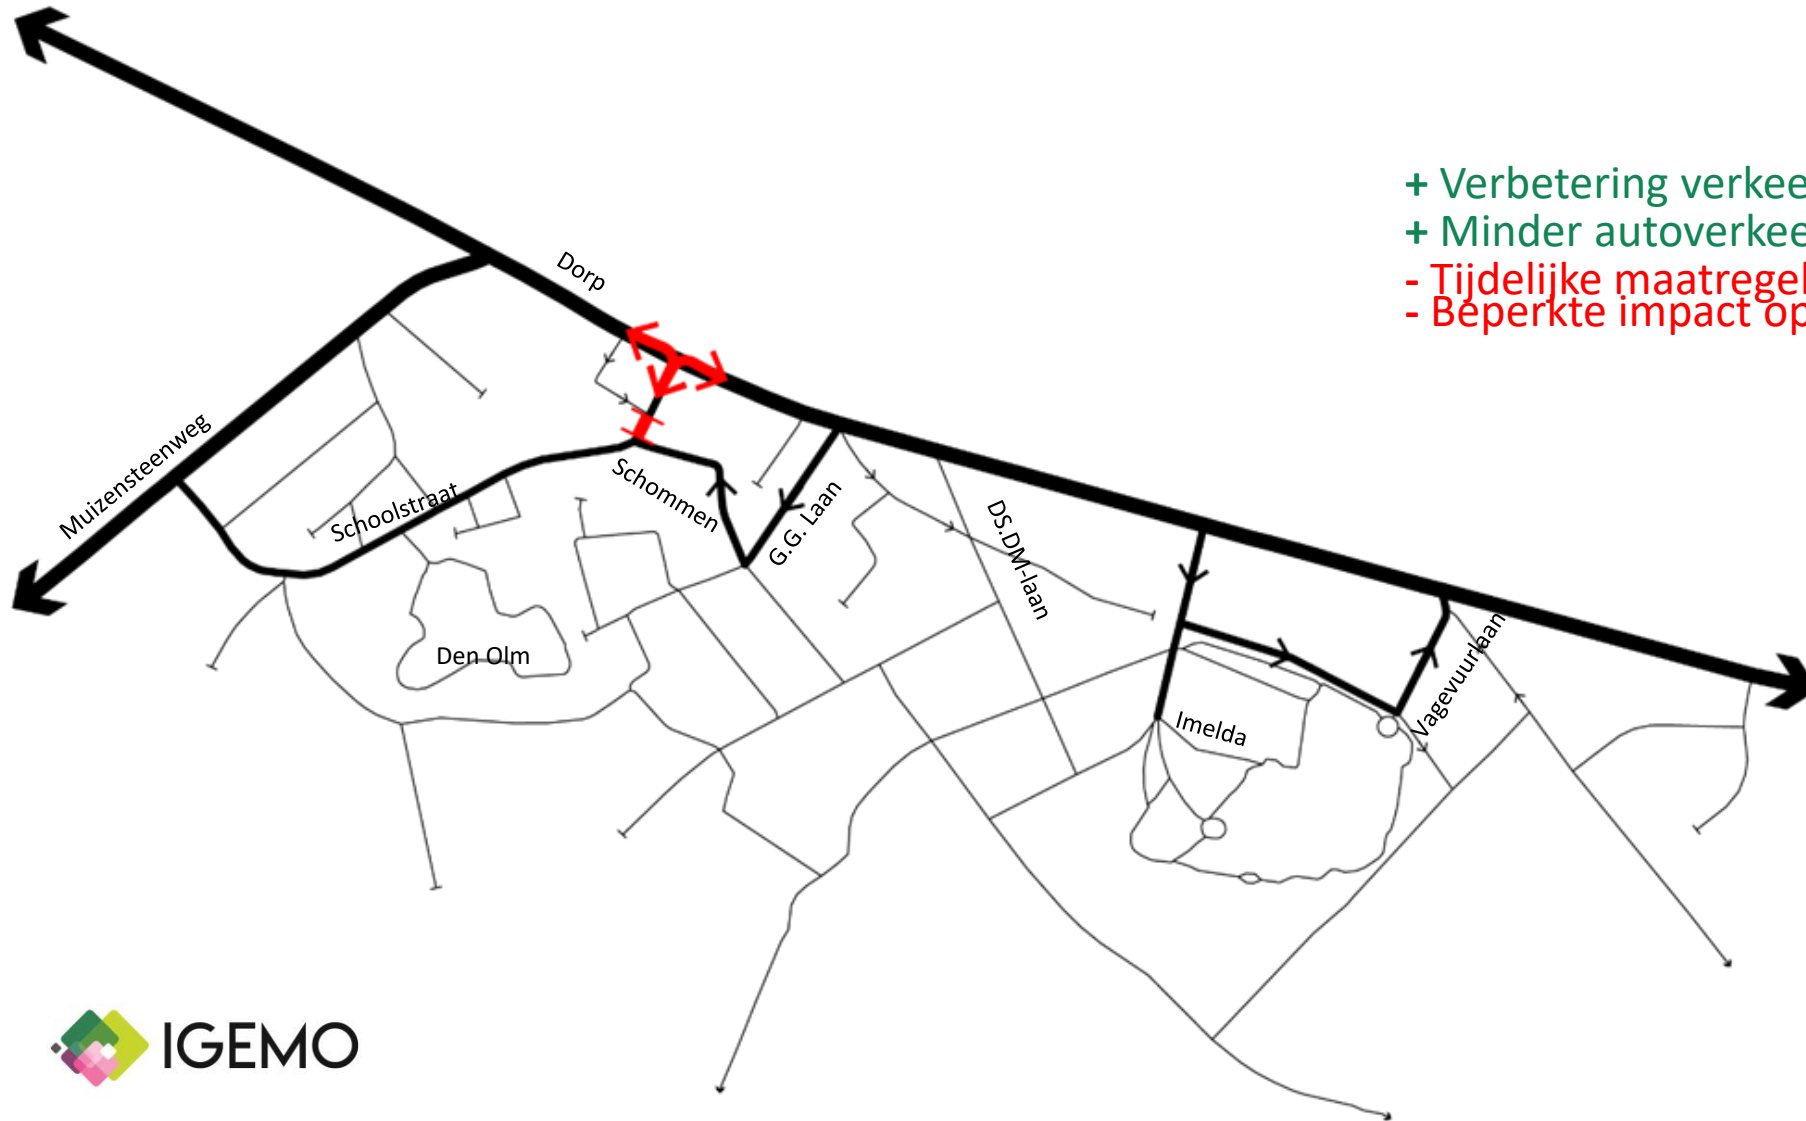 + Verbetering verkee
+ Minder autoverkee
- Tijdelijke maatregel
- Beperkte impact op
Dorp
Muizensteenweg
Schoolstraat
Schommen
G.G. Laan
DS.DM-laan
Den Olm
Imelda
Vagevuurlaan
IGEMO